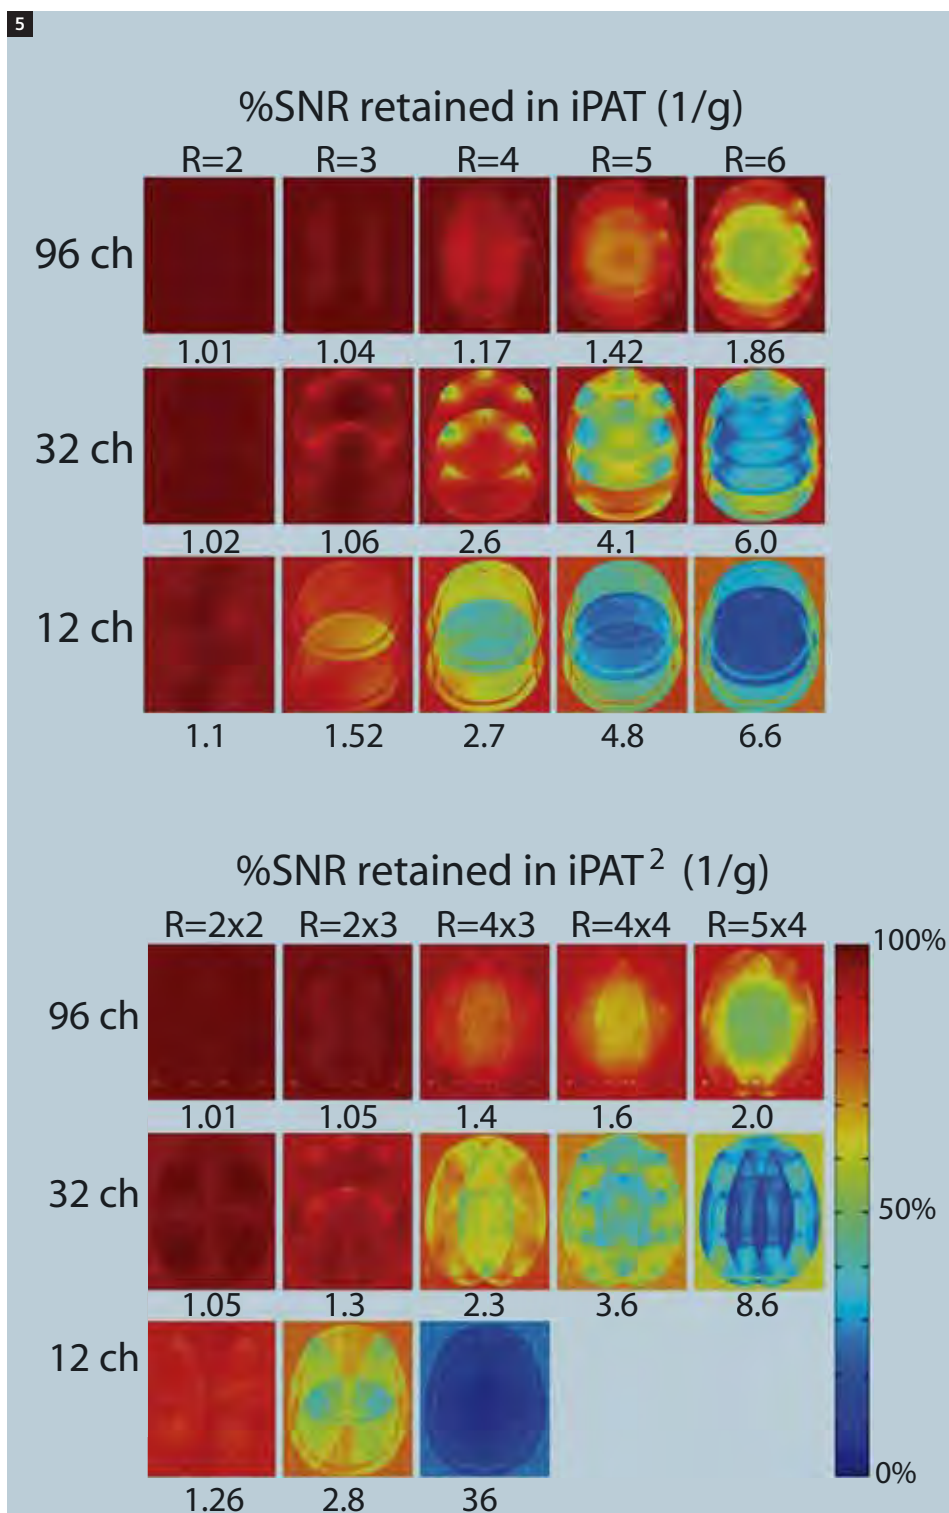 5
%SNR retained in iPAT (1/g)
R=2 R=3 R=4 R=5 R=6
96 ch
1.01 1.04 1.17 1.42 1.86
32 ch
1.02 1.06 2.6 4.1 6.0
12 ch
1.1 1.52 2.7 4.8 6.6
%SNR retained in iPAT² (1/g)
R=2x2 R=2x3 R=4x3 R=4x4 R=5x4
100%
96 ch
1.01 1.05 1.4 1.6 2.0
32 ch
50%
1.05 1.3 2.3 3.6 8.6
12 ch
0%
1.26 2.8 36